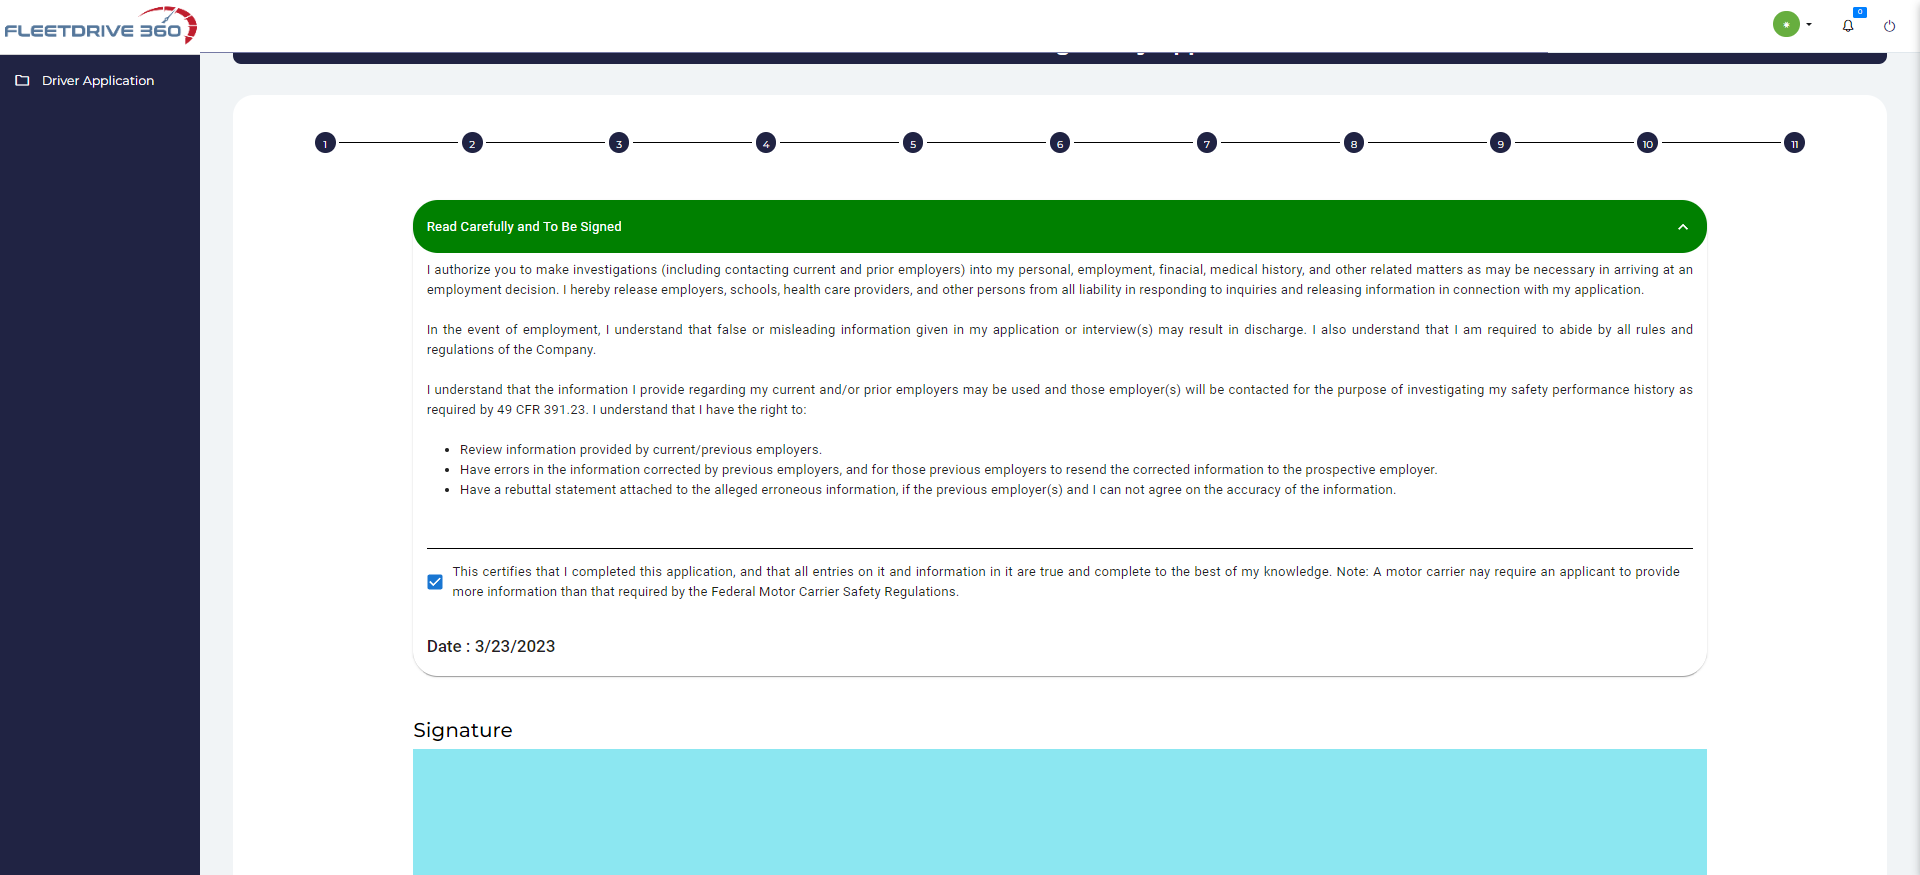 FLEETDRIVE 360
0
Driver Application
1 2 3 4 5 6 7 8 9 10 11
Read Carefully and To Be Signed
I authorize you to make investigations (including contacting current and prior employers) into my personal, employment, finacial, medical history, and other related matters as may be necessary in arriving at an
employment decision. I hereby release employers, schools, health care providers, and other persons from all liability in responding to inquiries and releasing information in connection with my application.
In the event of employment, I understand that false or misleading information given in my application or interview(s) may result in discharge. I also understand that I am required to abide by all rules and
regulations of the Company.
I understand that the information I provide regarding my current and/or prior employers may be used and those employer(s) will be contacted for the purpose of investigating my safety performance history as
required by 49 CFR 391.23. I understand that I have the right to:
• Review information provided by current/previous employers.
• Have errors in the information corrected by previous employers, and for those previous employers to resend the corrected information to the prospective employer.
• Have a rebuttal statement attached to the alleged erroneous information, if the previous employer(s) and I can not agree on the accuracy of the information.
This certifies that I completed this application, and that all entries on it and information in it are true and complete to the best of my knowledge. Note: A motor carrier nay require an applicant to provide
more information than that required by the Federal Motor Carrier Safety Regulations.
Date : 3/23/2023
Signature